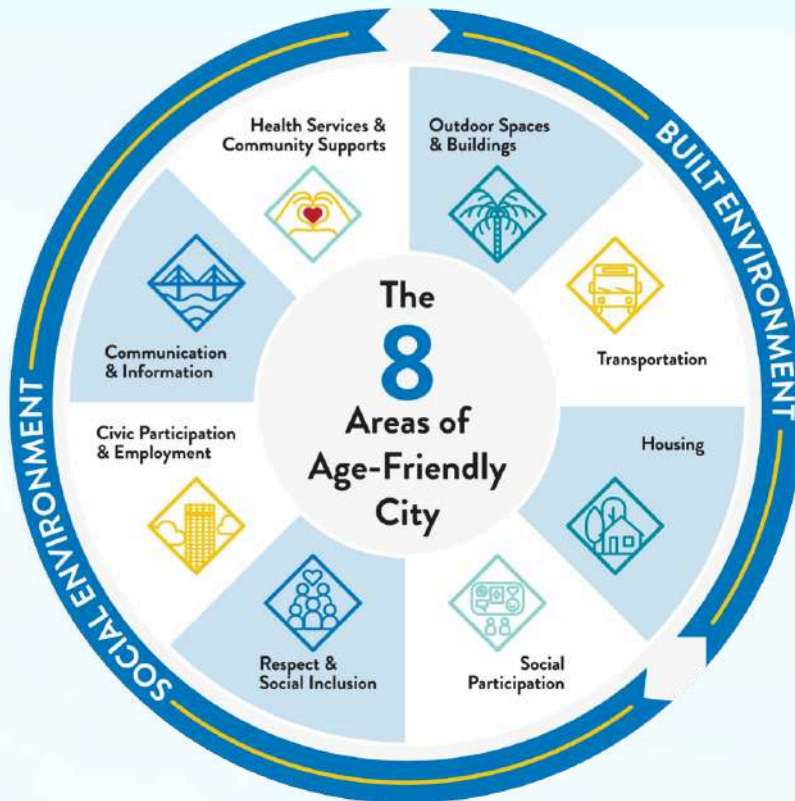 The
8
Areas of
Age-Friendly
City
BUILT ENVIRONMENT
Outdoor Spaces
& Buildings
Transportation
Housing
SOCIAL ENVIRONMENT
Social
Participation
Respect &
Social Inclusion
Civic Participation
& Employment
Communication
& Information
Health Services &
Community Supports